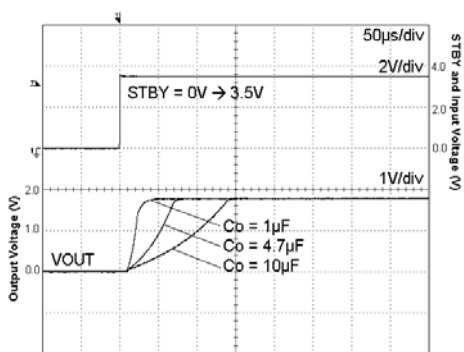 50µs/div
2V/div
STBY = 0V → 3.5V
4.0
2.0
0.0
STBY and Input Voltage (V)
1V/div
2.0
1.0
0.0
Output Voltage (V)
Co = 1µF
Co = 4.7µF
Co = 10µF
VOUT